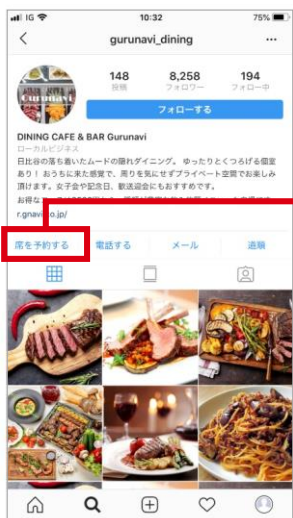 IG 10:32 75%
gurunavi_dining
148 8,258 194
投稿 フォロワー フォロー中
Gurunavi
フォローする
DINING CAFE & BAR Gurunavi
ローカルビジネス
日比谷の落ち着いたムードの隠れダイニング。 ゆったりとくつろげる個室
あり！ おうちに来た感覚で、周りを気にせずプライベート空間でお楽しみ
頂けます。女子会や記念日、歓送迎会にもおすすめです。
r.gnavi.co.jp/
席を予約する 電話する メール 道順